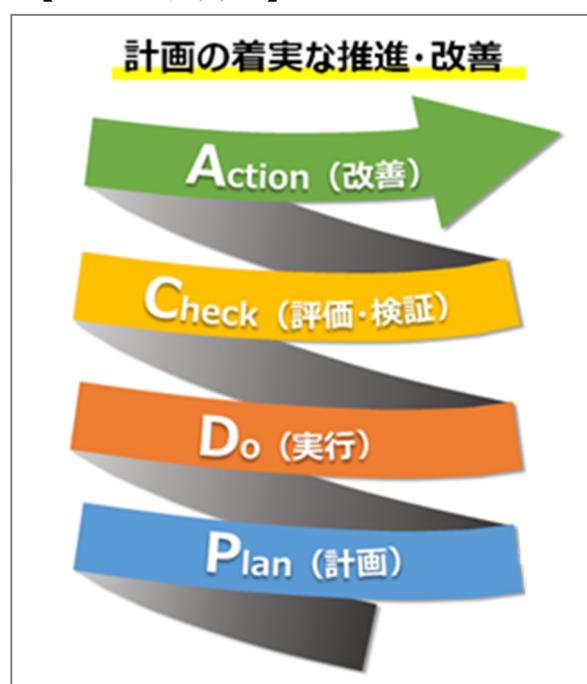 計画の着実な推進・改善
Action（改善）
Check（評価・検証）
Do（実行）
Plan（計画）